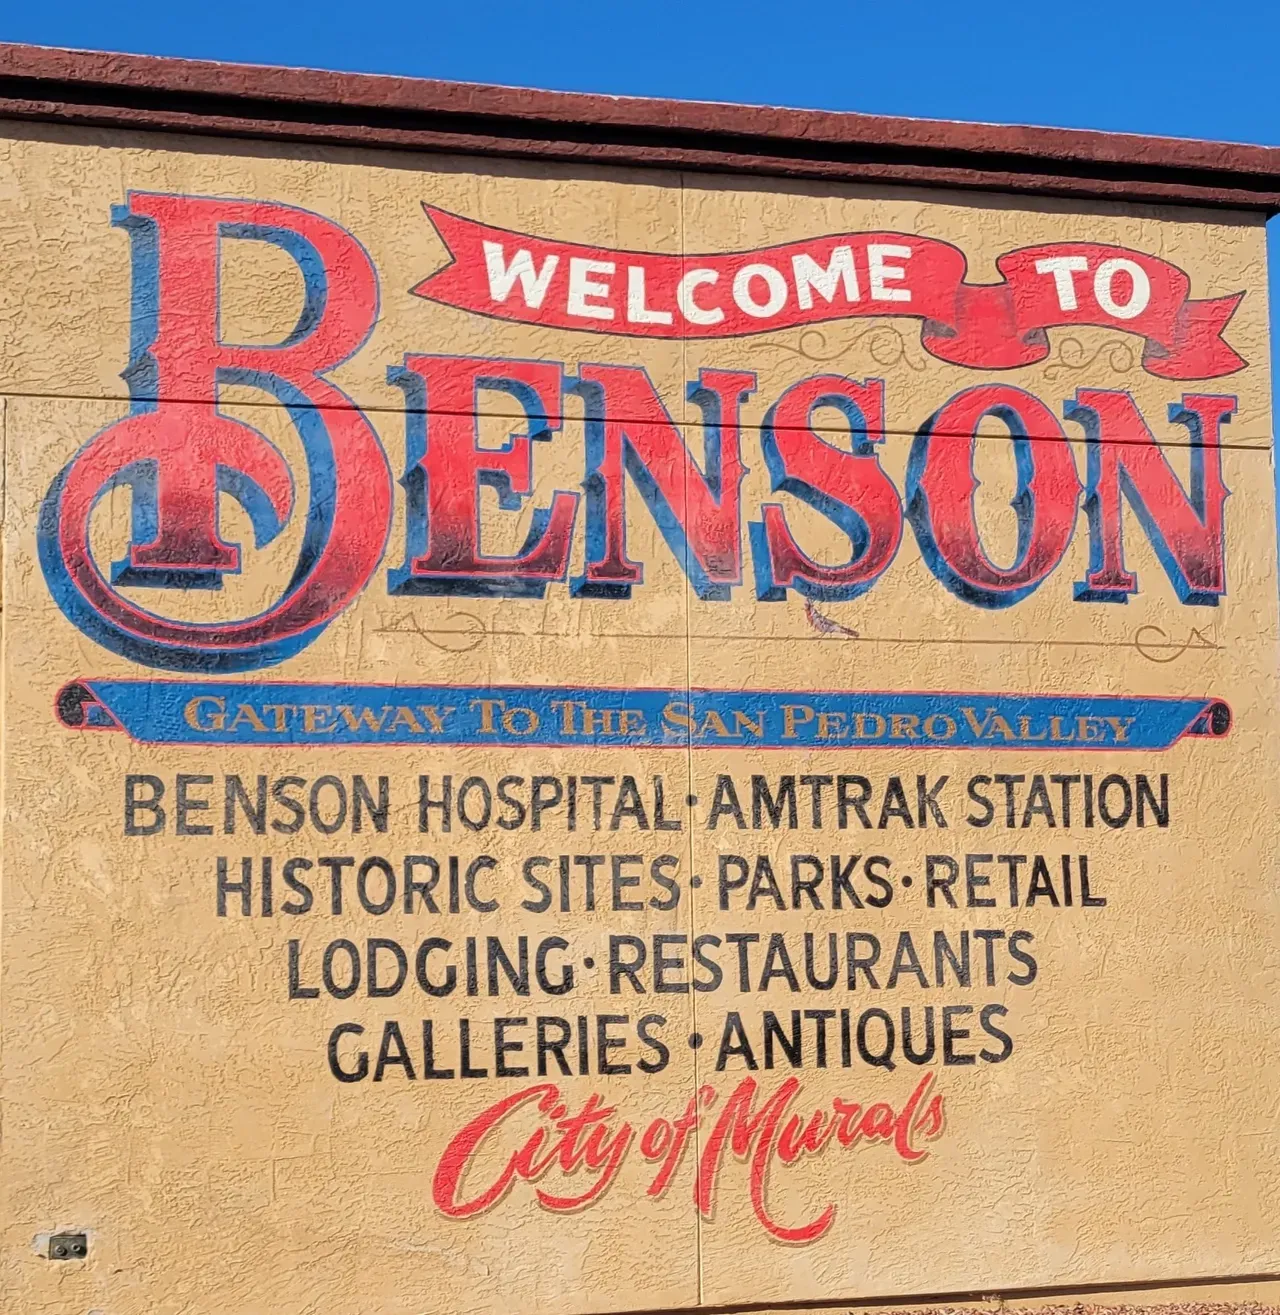 WELCOME TO
BENSON
GATEWAY TO THE SAN PEDRO VALLEY
BENSON HOSPITAL·AMTRAK STATION
HISTORIC SITES·PARKS·RETAIL
LODGING·RESTAURANTS
GALLERIES·ANTIQUES
City of Murals